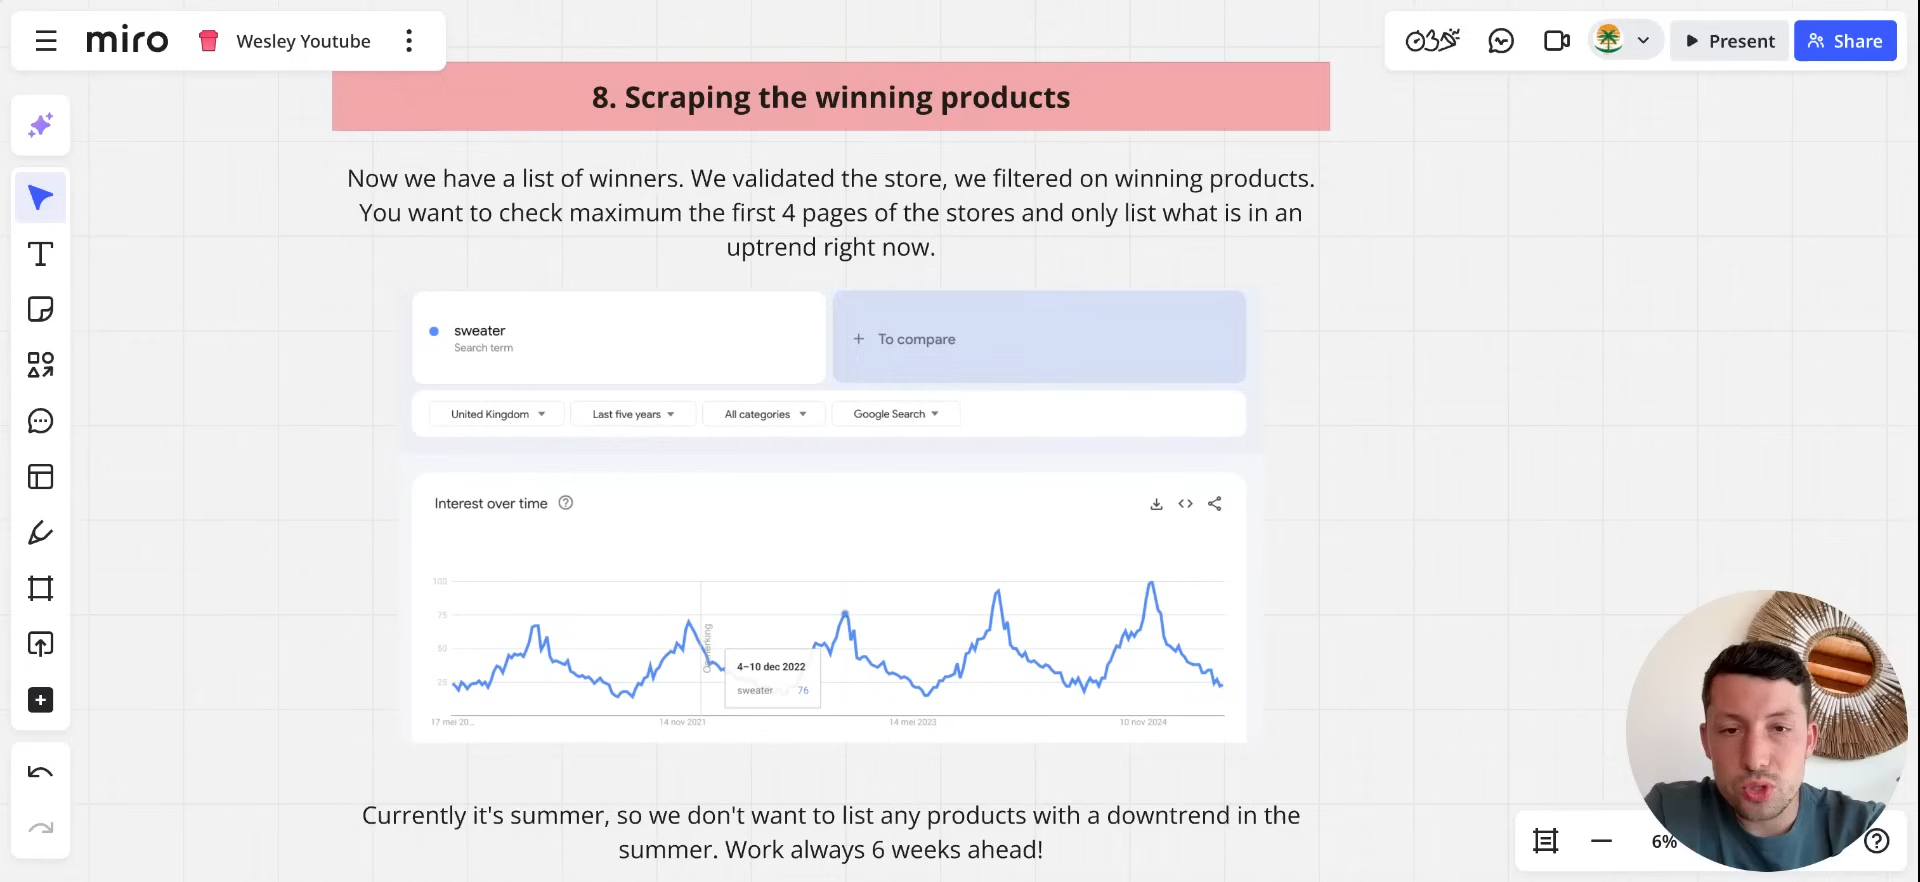 miro
Wesley Youtube
Present
Share
8. Scraping the winning products
Now we have a list of winners. We validated the store, we filtered on winning products.
You want to check maximum the first 4 pages of the stores and only list what is in an
uptrend right now.
sweater
Search term
+ To compare
United Kingdom
Last five years
All categories
Google Search
Interest over time
100
75
50
25
4–10 dec 2022
sweater 76
17 mei 20...
14 nov 2021
14 mei 2023
10 nov 2024
Currently it's summer, so we don't want to list any products with a downtrend in the
summer. Work always 6 weeks ahead!
6%